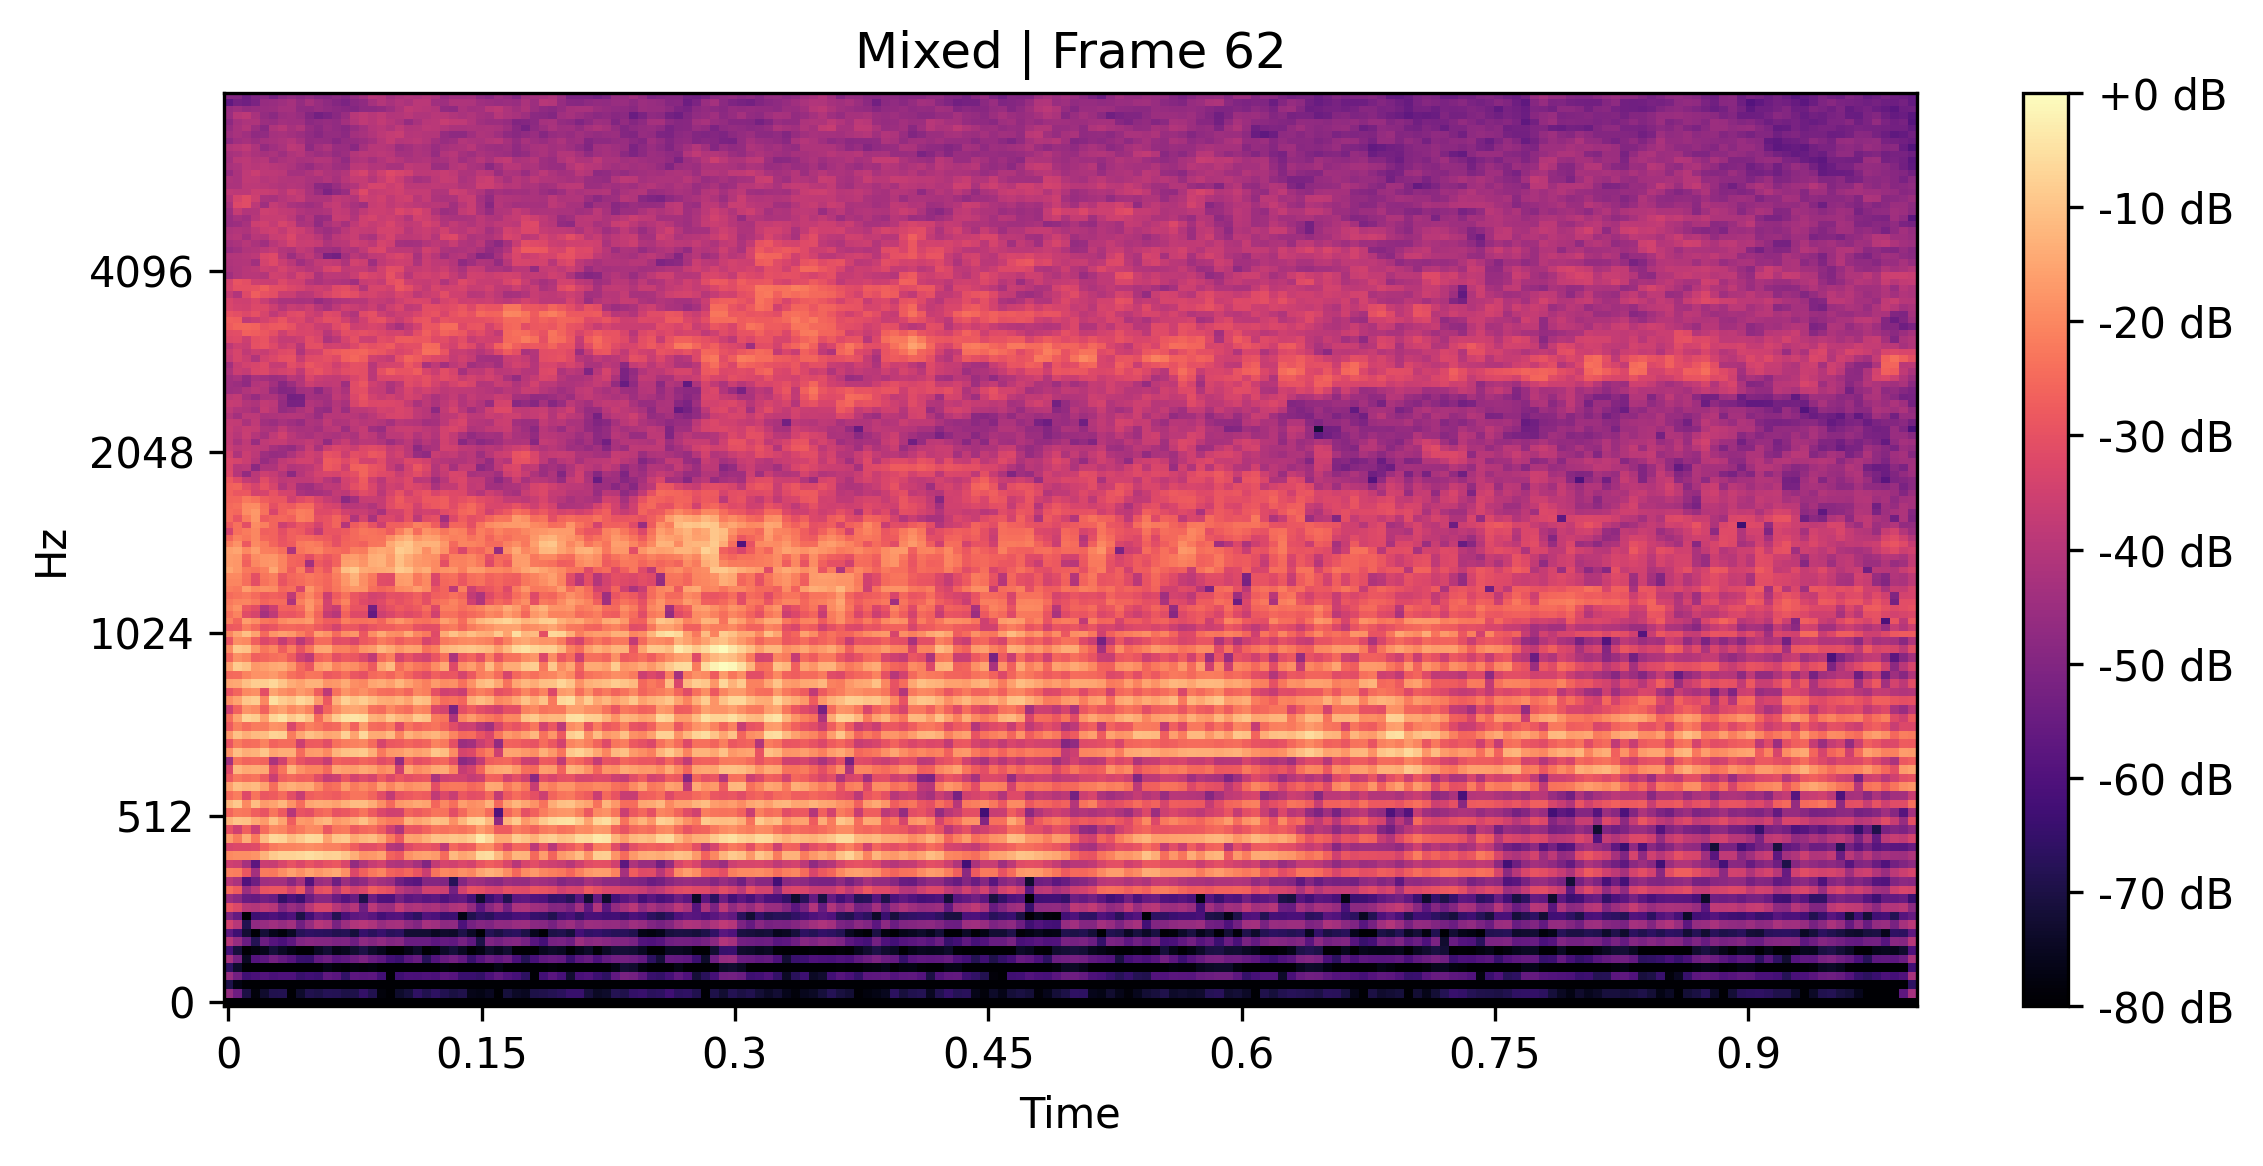 Mixed | Frame 62
+0 dB
-10 dB
-20 dB
-30 dB
-40 dB
-50 dB
-60 dB
-70 dB
-80 dB
4096
2048
1024
512
0
Hz
0 0.15 0.3 0.45 0.6 0.75 0.9
Time